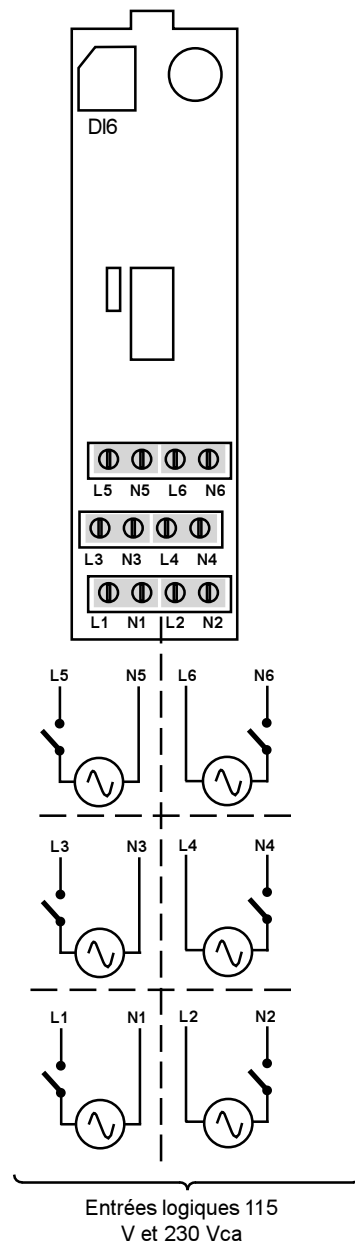 DI6
L5 N5 L6 N6
L3 N3 L4 N4
L1 N1 L2 N2
L5 N5 L6 N6
L3 N3 L4 N4
L1 N1 L2 N2
Entrées logiques 115
V et 230 Vca